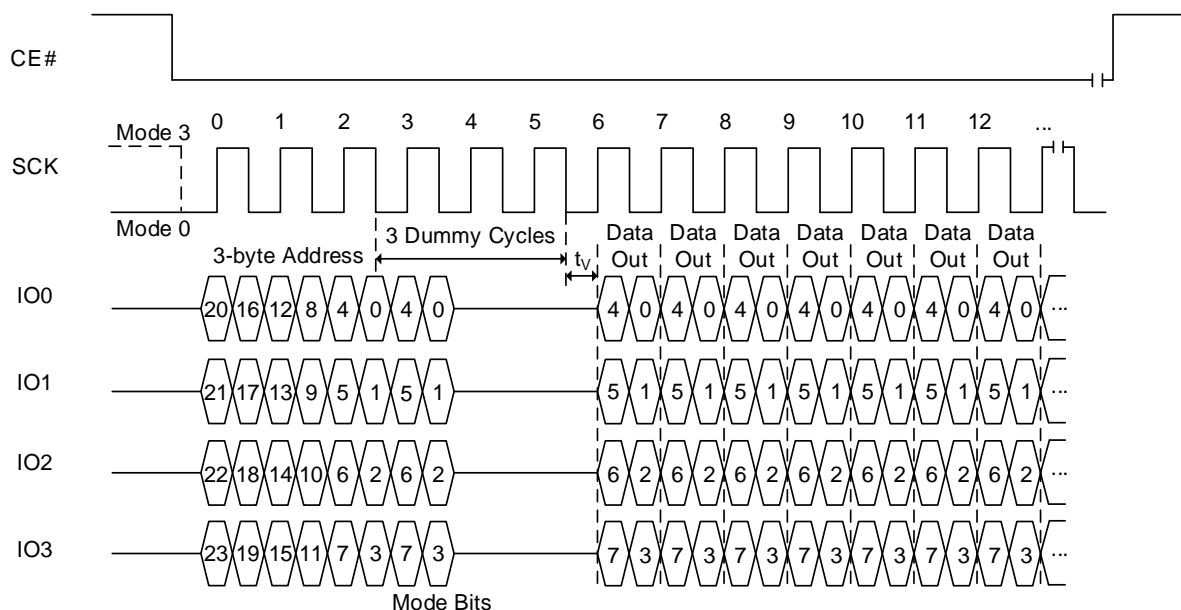 CE#
0 1 2 3 4 5 6 7 8 9 10 11 12 ...
Mode 3
SCK
Mode 0
3 Dummy Cycles Data Data Data Data Data Data Data
3-byte Address tV Out Out Out Out Out Out Out
IO0 20 16 12 8 4 0 4 0 4 0 4 0 4 0 4 0 4 0 4 0 4 0 ...
IO1 21 17 13 9 5 1 5 1 5 1 5 1 5 1 5 1 5 1 5 1 5 1 ...
IO2 22 18 14 10 6 2 6 2 6 2 6 2 6 2 6 2 6 2 6 2 6 2 ...
IO3 23 19 15 11 7 3 7 3 7 3 7 3 7 3 7 3 7 3 7 3 7 3 ...
Mode Bits